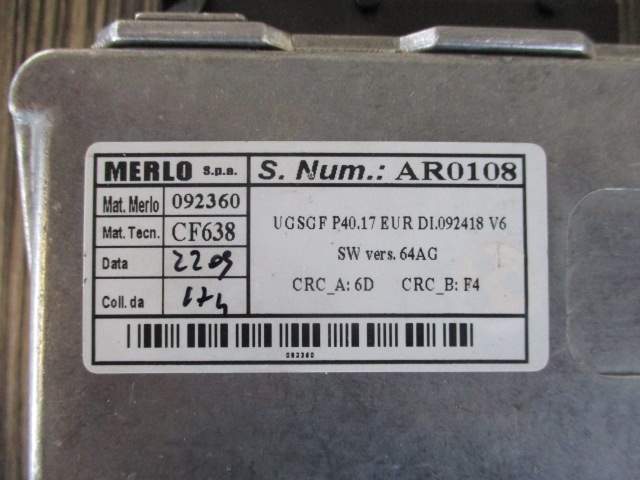 MERLO S.p.a.
S. Num.: AR0108
Mat. Merlo 092360
Mat. Tecn. CF638
Data 2209
Coll. da 174
UGSGF P40.17 EUR DI.092418 V6
SW vers. 64AG
CRC_A: 6D CRC_B: F4
092360